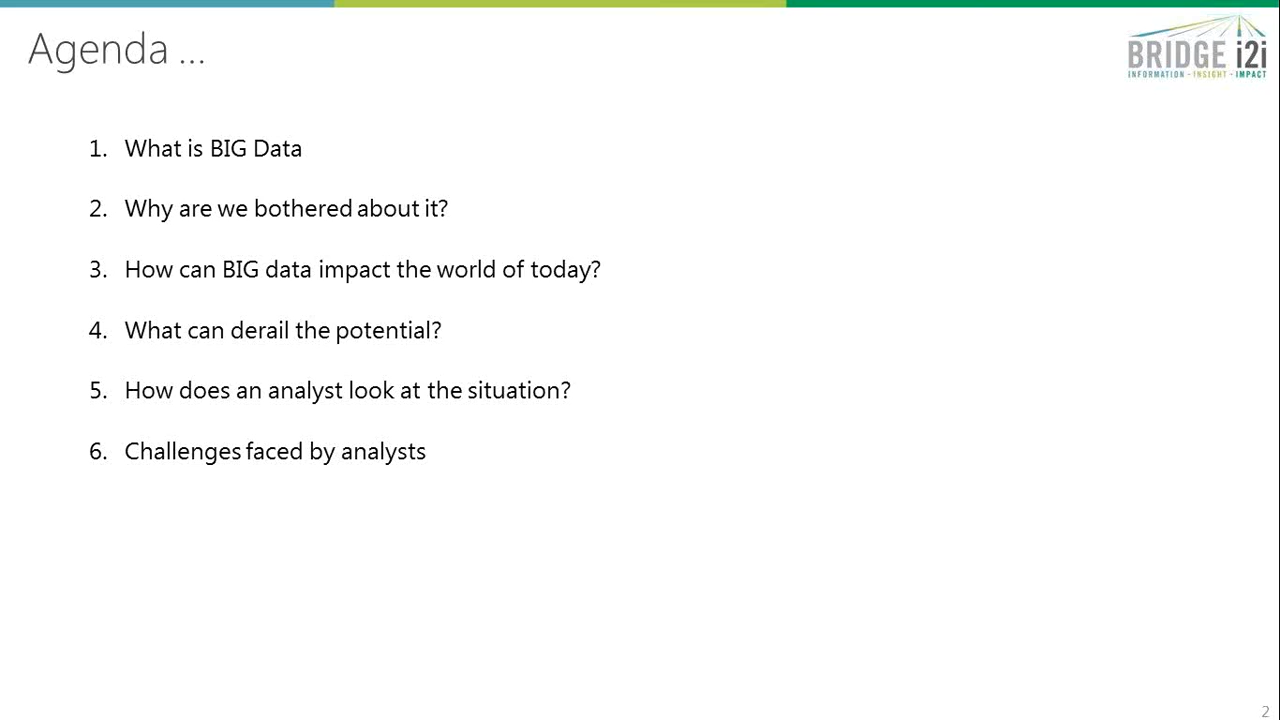 Agenda ...
BRIDGE i2i
INFORMATION - INSIGHT - IMPACT
1. What is BIG Data
2. Why are we bothered about it?
3. How can BIG data impact the world of today?
4. What can derail the potential?
5. How does an analyst look at the situation?
6. Challenges faced by analysts
2